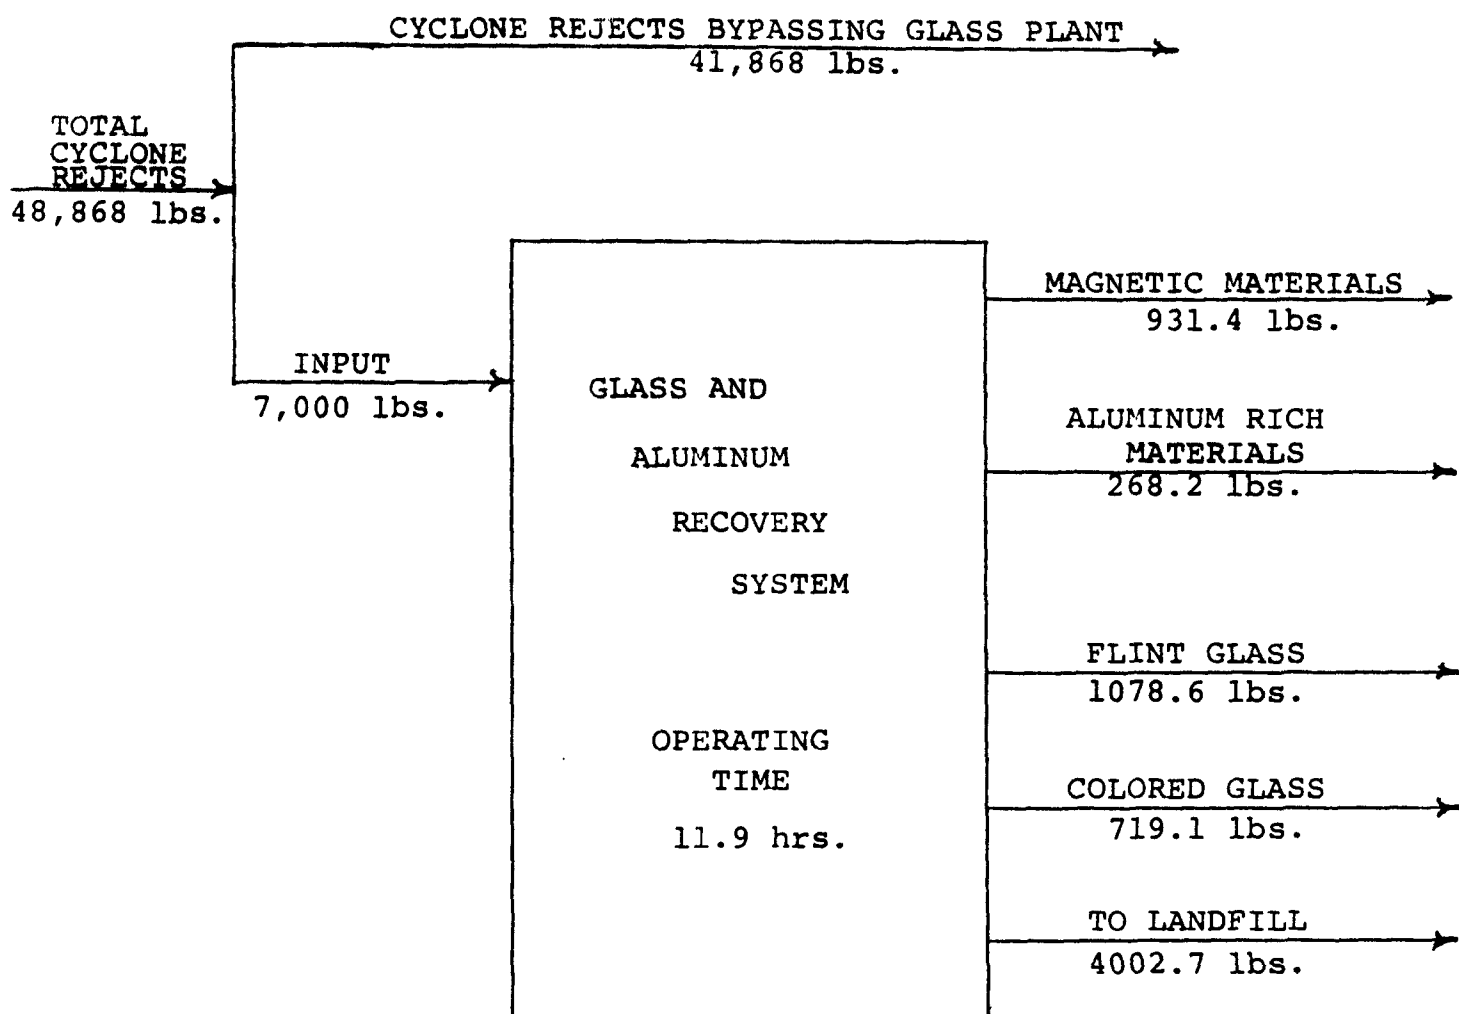 CYCLONE REJECTS BYPASSING GLASS PLANT
41,868 lbs.
TOTAL
CYCLONE
REJECTS
48,868 lbs.
INPUT
7,000 lbs.
GLASS AND
ALUMINUM
RECOVERY
SYSTEM
OPERATING
TIME
11.9 hrs.
MAGNETIC MATERIALS
931.4 lbs.
ALUMINUM RICH
MATERIALS
268.2 lbs.
FLINT GLASS
1078.6 lbs.
COLORED GLASS
719.1 lbs.
TO LANDFILL
4002.7 lbs.